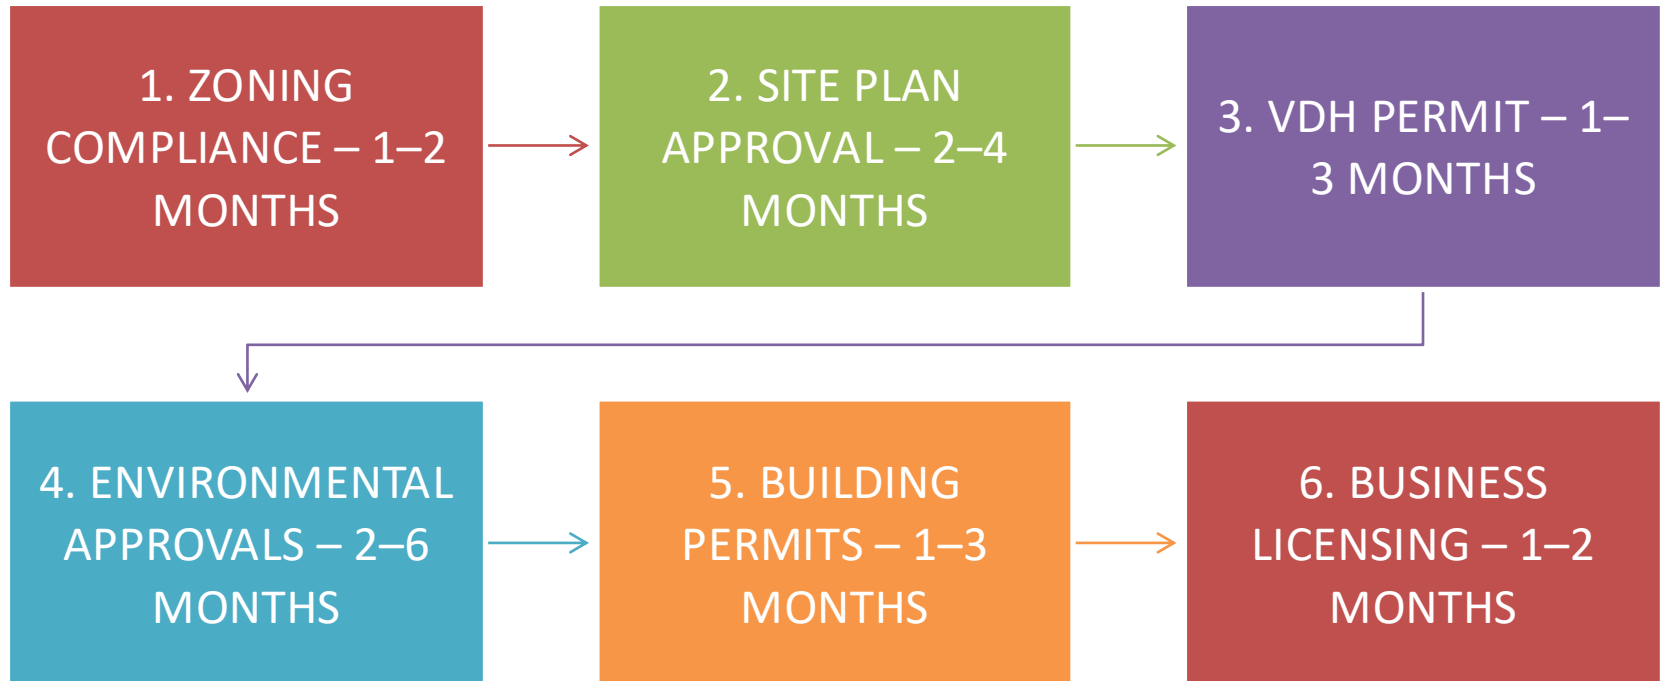 1. ZONING
COMPLIANCE – 1–2
MONTHS
2. SITE PLAN
APPROVAL – 2–4
MONTHS
3. VDH PERMIT – 1–
3 MONTHS
4. ENVIRONMENTAL
APPROVALS – 2–6
MONTHS
5. BUILDING
PERMITS – 1–3
MONTHS
6. BUSINESS
LICENSING – 1–2
MONTHS